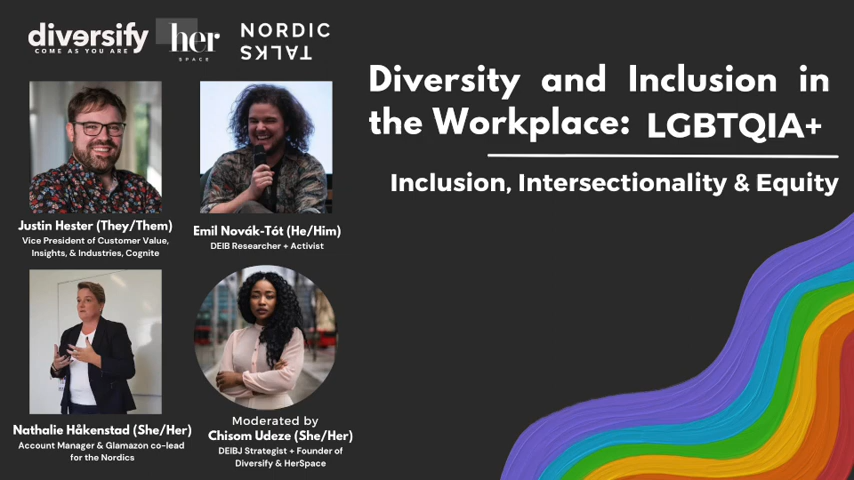 diversify
COME AS YOU ARE
her
SPACE
NORDIC
TALKS
Diversity and Inclusion in
the Workplace: LGBTQIA+
Inclusion, Intersectionality & Equity
Justin Hester (They/Them)
Vice President of Customer Value,
Insights, & Industries, Cognite
Emil Novák-Tót (He/Him)
DEIB Researcher + Activist
Nathalie Håkenstad (She/Her)
Account Manager & Glamazon co-lead
for the Nordics
Moderated by
Chisom Udeze (She/Her)
DEIBJ Strategist + Founder of
Diversify & HerSpace